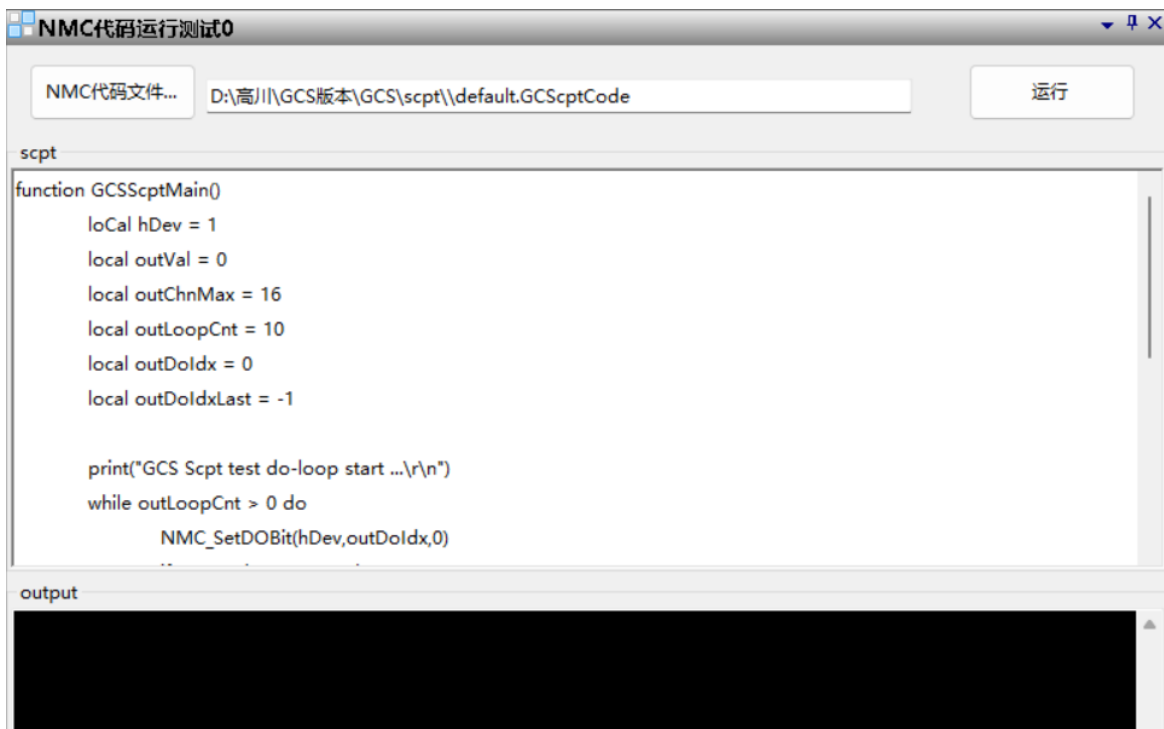 NMC代码运行测试0
NMC代码文件... D:\高川\GCS版本\GCS\scpt\\default.GCScptCode 运行
scpt
function GCSScptMain()
loCal hDev = 1
local outVal = 0
local outChnMax = 16
local outLoopCnt = 10
local outDoIdx = 0
local outDoIdxLast = -1
print("GCS Scpt test do-loop start ...\r\n")
while outLoopCnt > 0 do
NMC_SetDOBit(hDev,outDoIdx,0)
output